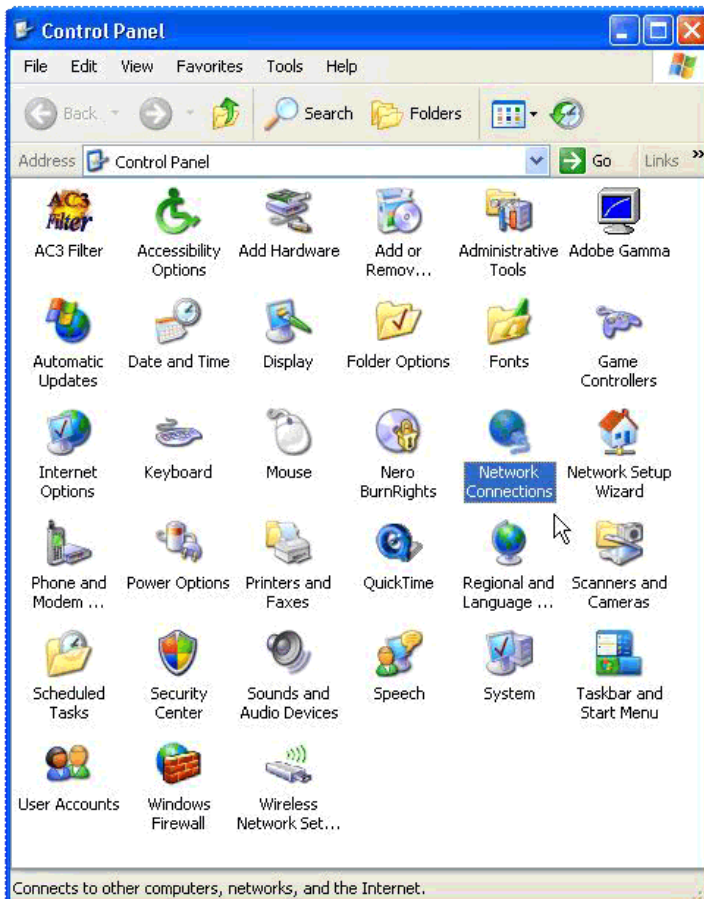 Control Panel
File Edit View Favorites Tools Help
Back Search Folders
Address Control Panel Go Links »
AC3 Filter
AC3 Filter Accessibility Options Add Hardware Add or Remov... Administrative Tools Adobe Gamma
Automatic Updates Date and Time Display Folder Options Fonts Game Controllers
Internet Options Keyboard Mouse Nero BurnRights Network Connections Network Setup Wizard
Phone and Modem ... Power Options Printers and Faxes QuickTime Regional and Language ... Scanners and Cameras
Scheduled Tasks Security Center Sounds and Audio Devices Speech System Taskbar and Start Menu
User Accounts Windows Firewall Wireless Network Set...
Connects to other computers, networks, and the Internet.